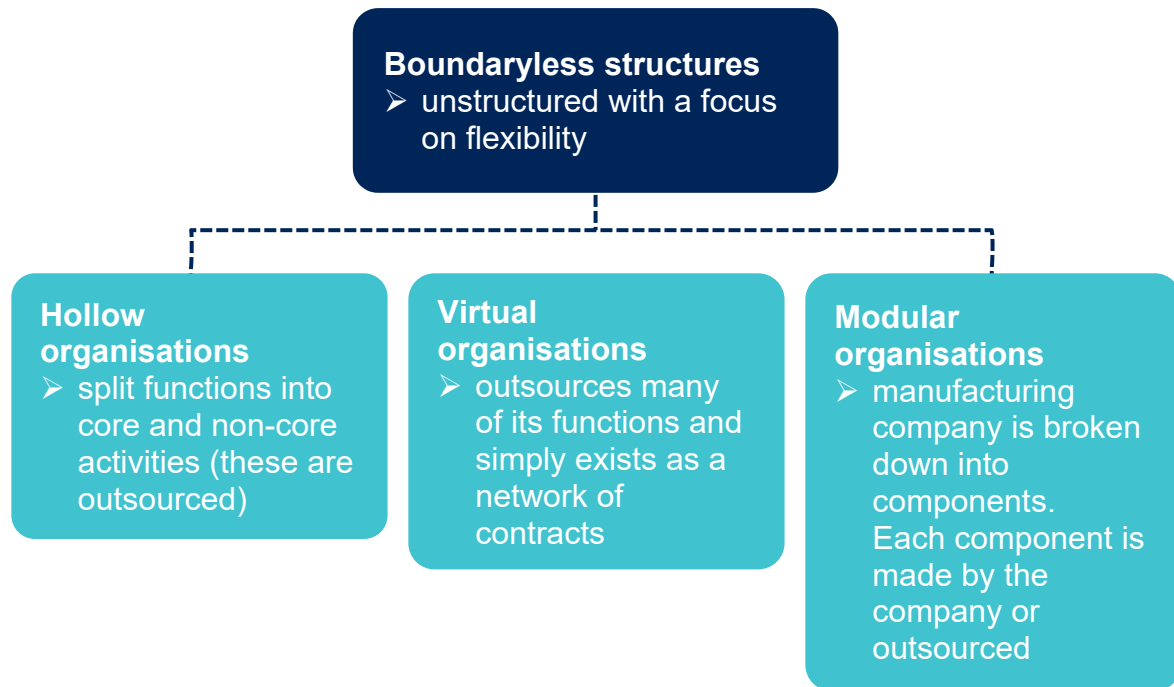 Boundaryless structures
➢ unstructured with a focus
on flexibility
Hollow
organisations
➢ split functions into
core and non-core
activities (these are
outsourced)
Virtual
organisations
➢ outsources many
of its functions and
simply exists as a
network of
contracts
Modular
organisations
➢ manufacturing
company is broken
down into
components.
Each component is
made by the
company or
outsourced